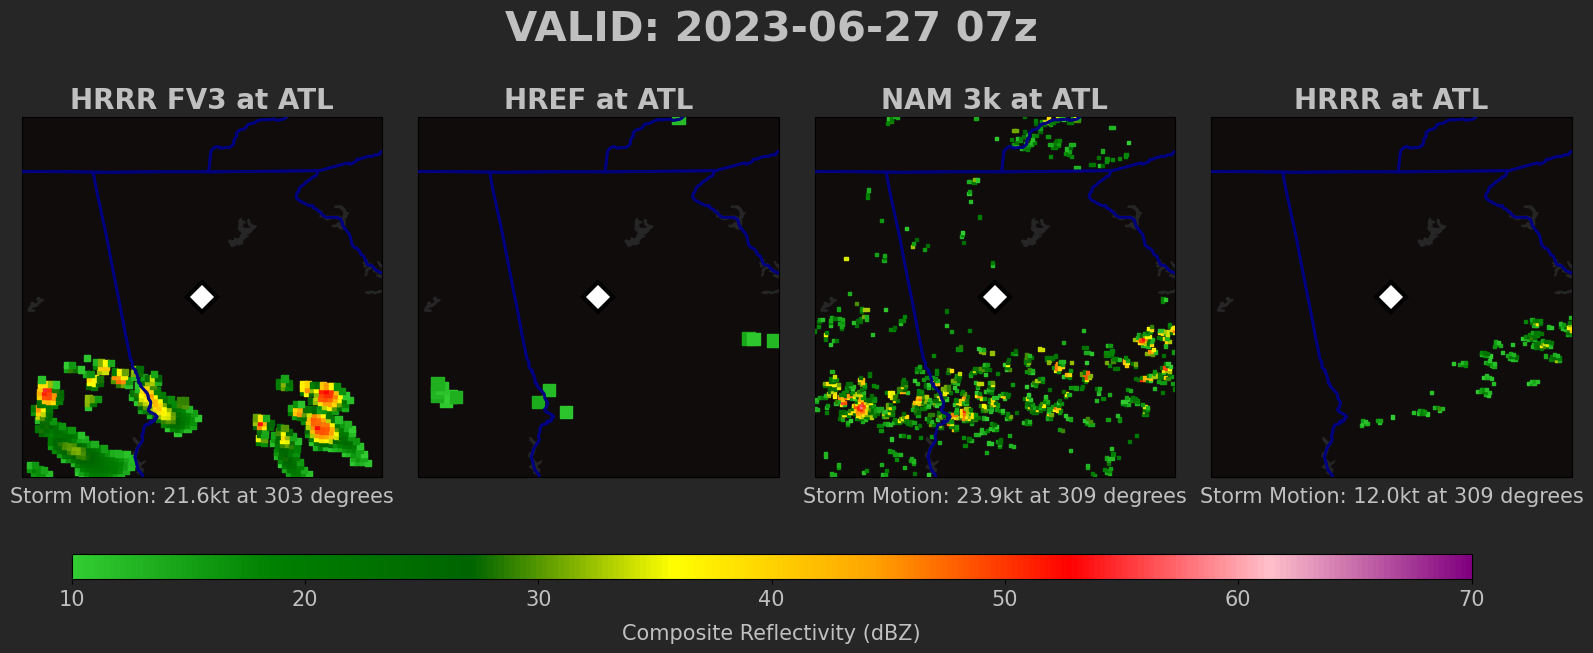 VALID: 2023-06-27 07z
HRRR FV3 at ATL
HREF at ATL
NAM 3k at ATL
HRRR at ATL
Storm Motion: 21.6kt at 303 degrees
Storm Motion: 23.9kt at 309 degrees
Storm Motion: 12.0kt at 309 degrees
10 20 30 40 50 60 70
Composite Reflectivity (dBZ)